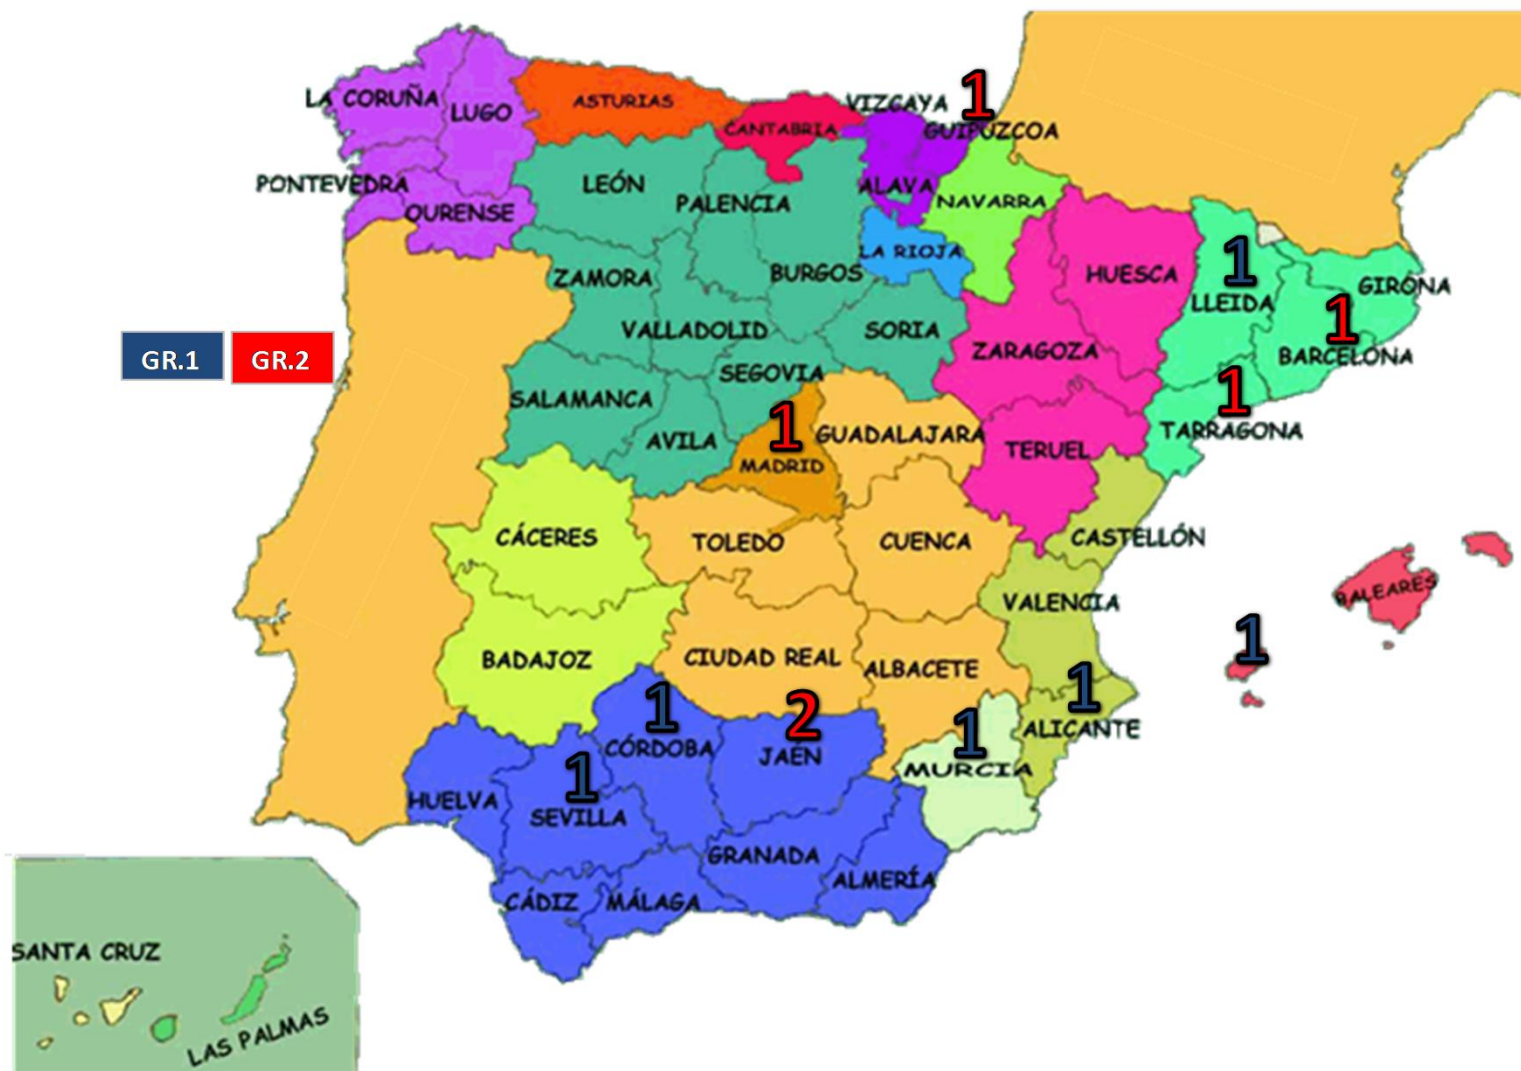 1
LA CORUÑA
LUGO
ASTURIAS
CANTABRIA
VIZCAYA
GUIPUZCOA
PONTEVEDRA
OURENSE
LEÓN
PALENCIA
ALAVA
NAVARRA
BURGOS
LA RIOJA
HUESCA
1
LLEIDA
GIRONA
ZAMORA
VALLADOLID
SORIA
ZARAGOZA
1
BARCELONA
GR.1
GR.2
SEGOVIA
SALAMANCA
AVILA
1
MADRID
GUADALAJARA
TERUEL
1
TARRAGONA
CÁCERES
TOLEDO
CUENCA
CASTELLÓN
VALENCIA
BALEARES
1
BADAJOZ
CIUDAD REAL
ALBACETE
1
CÓRDOBA
2
JAÉN
1
MURCIA
1
ALICANTE
HUELVA
1
SEVILLA
GRANADA
ALMERÍA
CÁDIZ
MÁLAGA
SANTA CRUZ
LAS PALMAS